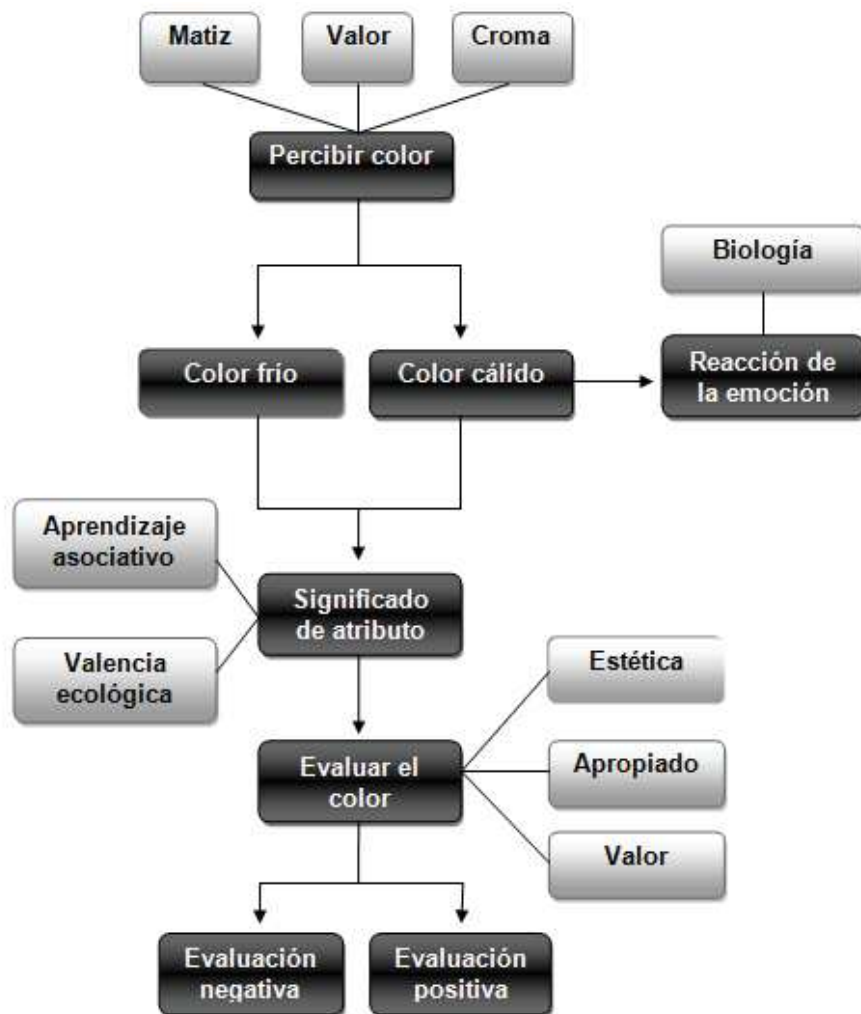 Matiz
Valor
Croma
Percibir color
Biología
Color frío
Color cálido
Reacción de
la emoción
Aprendizaje
asociativo
Significado
de atributo
Valencia
ecológica
Estética
Evaluar el
color
Apropiado
Valor
Evaluación
negativa
Evaluación
positiva